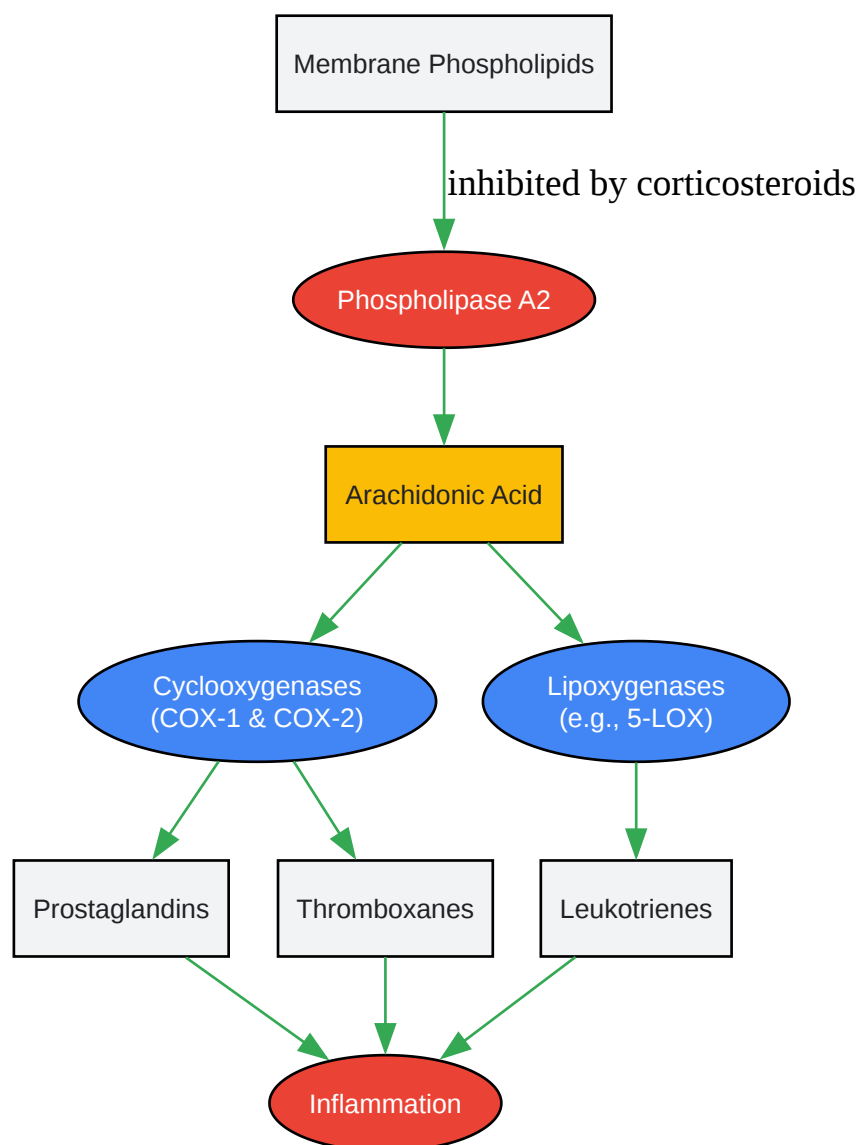 Membrane Phospholipids
inhibited by corticosteroids
Phospholipase A2
Arachidonic Acid
Cyclooxygenases
(COX-1 & COX-2)
Lipoxygenases
(e.g., 5-LOX)
Prostaglandins
Thromboxanes
Leukotrienes
Inflammation